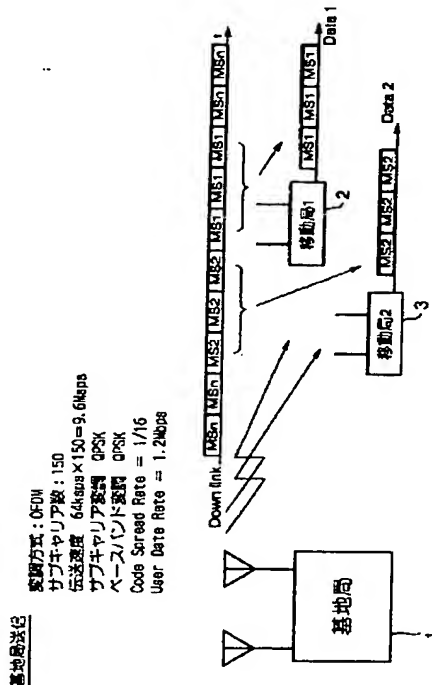 基地局送信
変調方式：OFDM
サブキャリア数：150
伝送速度 64ksps×150=9.6Msps
サブキャリア変調 QPSK
ベースバンド変調 QPSK
Code Spread Rate = 1/16
User Date Rate = 1.2Mbps
Down link
MSn MSn MSn MS2 MS2 MS2 MS1 MS1 MS1 MSn MSn MSn t
MS1 MS1 MS1 Data 1
移動局1
2
MS2 MS2 MS2 Data 2
移動局2
3
基地局
1